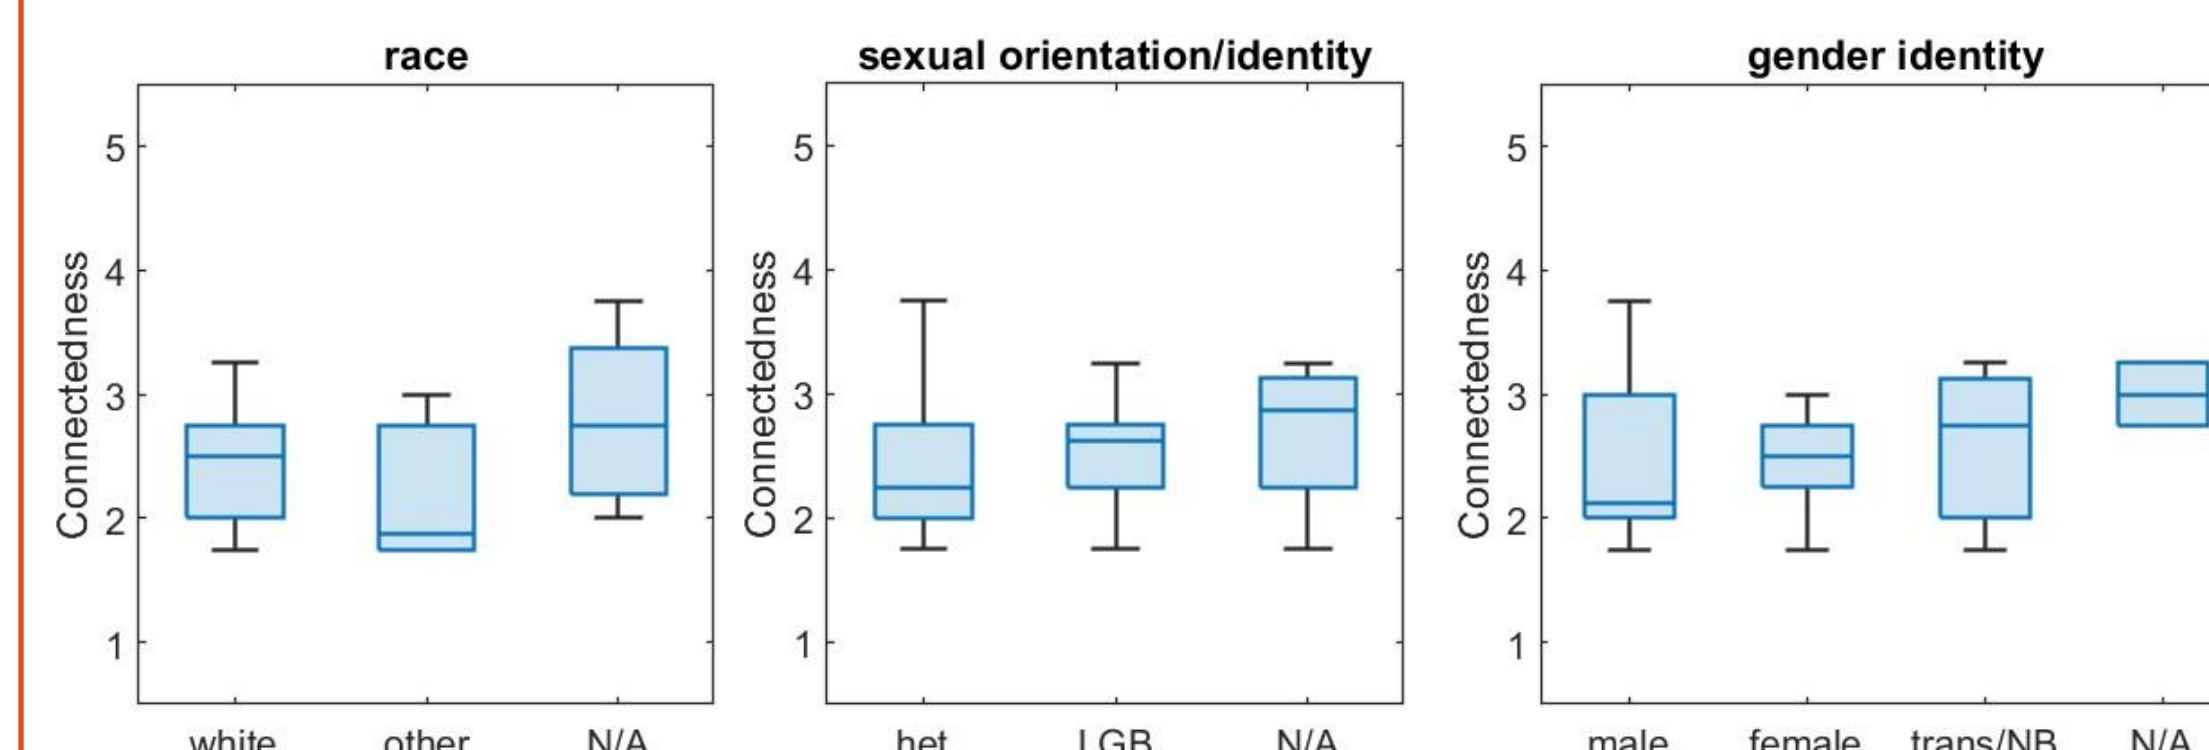 race
5
4
3
2
1
Connectedness
white other N/A
sexual orientation/identity
5
4
3
2
1
Connectedness
het LGB N/A
gender identity
5
4
3
2
1
Connectedness
male female trans/NB N/A